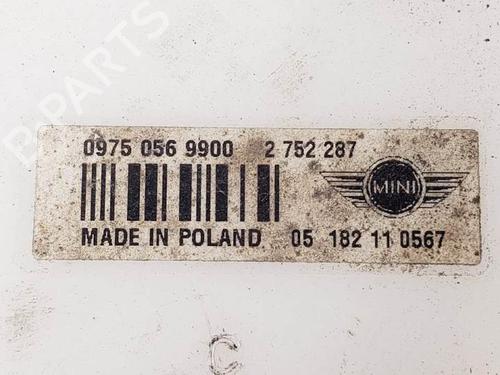 B-PARTS
0975 056 9900 2 752 287
MINI
MADE IN POLAND 05 182 11 0567
C